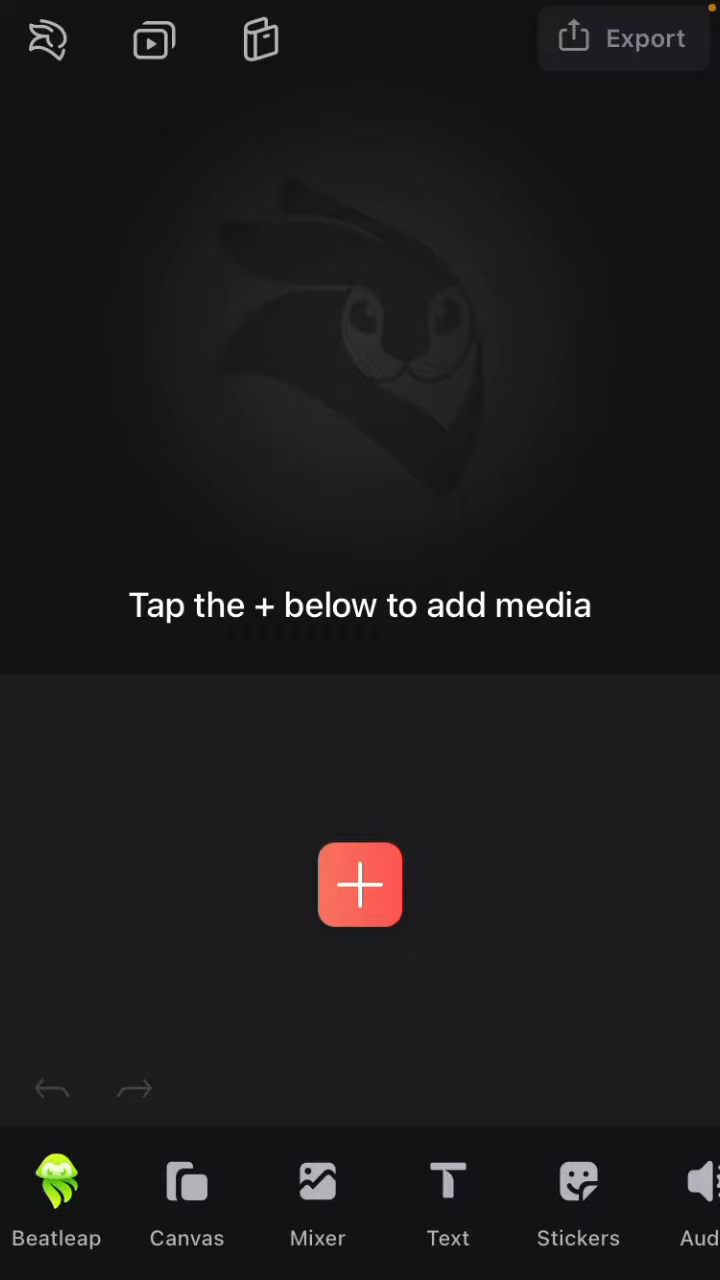 Export
Tap the + below to add media
Beatleap Canvas Mixer Text Stickers Aud